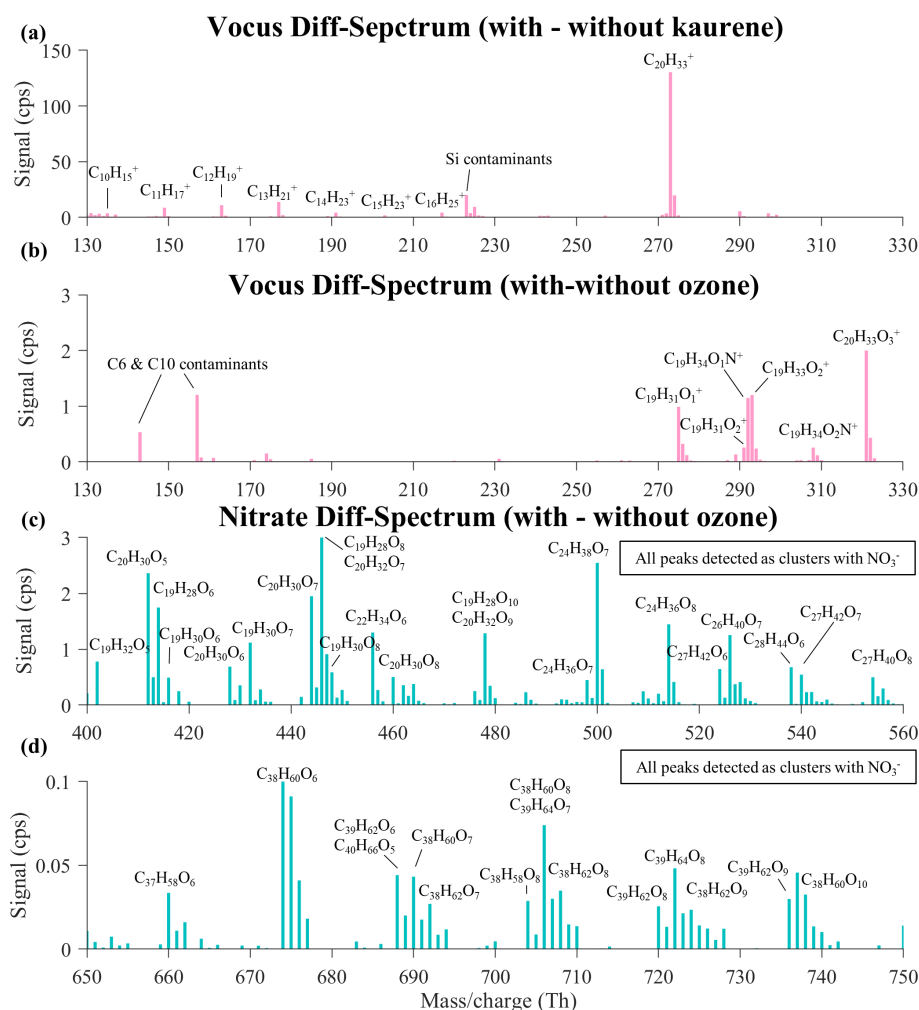 (a)
Vocus Diff-Sepctrum (with - without kaurene)
Signal (cps)
150
100
50
0
C₂₀H₃₃⁺
Si contaminants
C₁₀H₁₅⁺
C₁₁H₁₇⁺
C₁₂H₁₉⁺
C₁₃H₂₁⁺
C₁₄H₂₃⁺
C₁₅H₂₃⁺
C₁₆H₂₅⁺
130 150 170 190 210 230 250 270 290 310 330
(b)
Vocus Diff-Spectrum (with-without ozone)
Signal (cps)
3
2
1
0
C6 & C10 contaminants
C₂₀H₃₃O₃⁺
C₁₉H₃₄O₁N⁺
C₁₉H₃₃O₂⁺
C₁₉H₃₁O₁⁺
C₁₉H₃₁O₂⁺
C₁₉H₃₄O₂N⁺
130 150 170 190 210 230 250 270 290 310 330
(c)
Nitrate Diff-Spectrum (with - without ozone)
Signal (cps)
3
2
1
0
All peaks detected as clusters with NO₃⁻
C₁₉H₃₂O₅
C₂₀H₃₀O₅
C₁₉H₂₈O₆
C₁₉H₃₀O₆
C₂₀H₃₀O₆
C₁₉H₃₀O₇
C₂₀H₃₀O₇
C₁₉H₂₈O₈
C₂₀H₃₂O₇
C₁₉H₃₀O₈
C₂₂H₃₄O₆
C₂₀H₃₀O₈
C₁₉H₂₈O₁₀
C₂₀H₃₂O₉
C₂₄H₃₆O₇
C₂₄H₃₈O₇
C₂₄H₃₆O₈
C₂₇H₄₂O₆
C₂₆H₄₀O₇
C₂₈H₄₄O₆
C₂₇H₄₂O₇
C₂₇H₄₀O₈
400 420 440 460 480 500 520 540 560
(d)
Signal (cps)
0.1
0.05
0
All peaks detected as clusters with NO₃⁻
C₃₇H₅₈O₆
C₃₈H₆₀O₆
C₃₉H₆₂O₆
C₄₀H₆₆O₅
C₃₈H₆₀O₇
C₃₈H₆₂O₇
C₃₈H₅₈O₈
C₃₈H₆₀O₈
C₃₉H₆₄O₇
C₃₈H₆₂O₈
C₃₉H₆₂O₈
C₃₉H₆₄O₈
C₃₈H₆₂O₉
C₃₉H₆₂O₉
C₃₈H₆₀O₁₀
650 660 670 680 690 700 710 720 730 740 750
Mass/charge (Th)